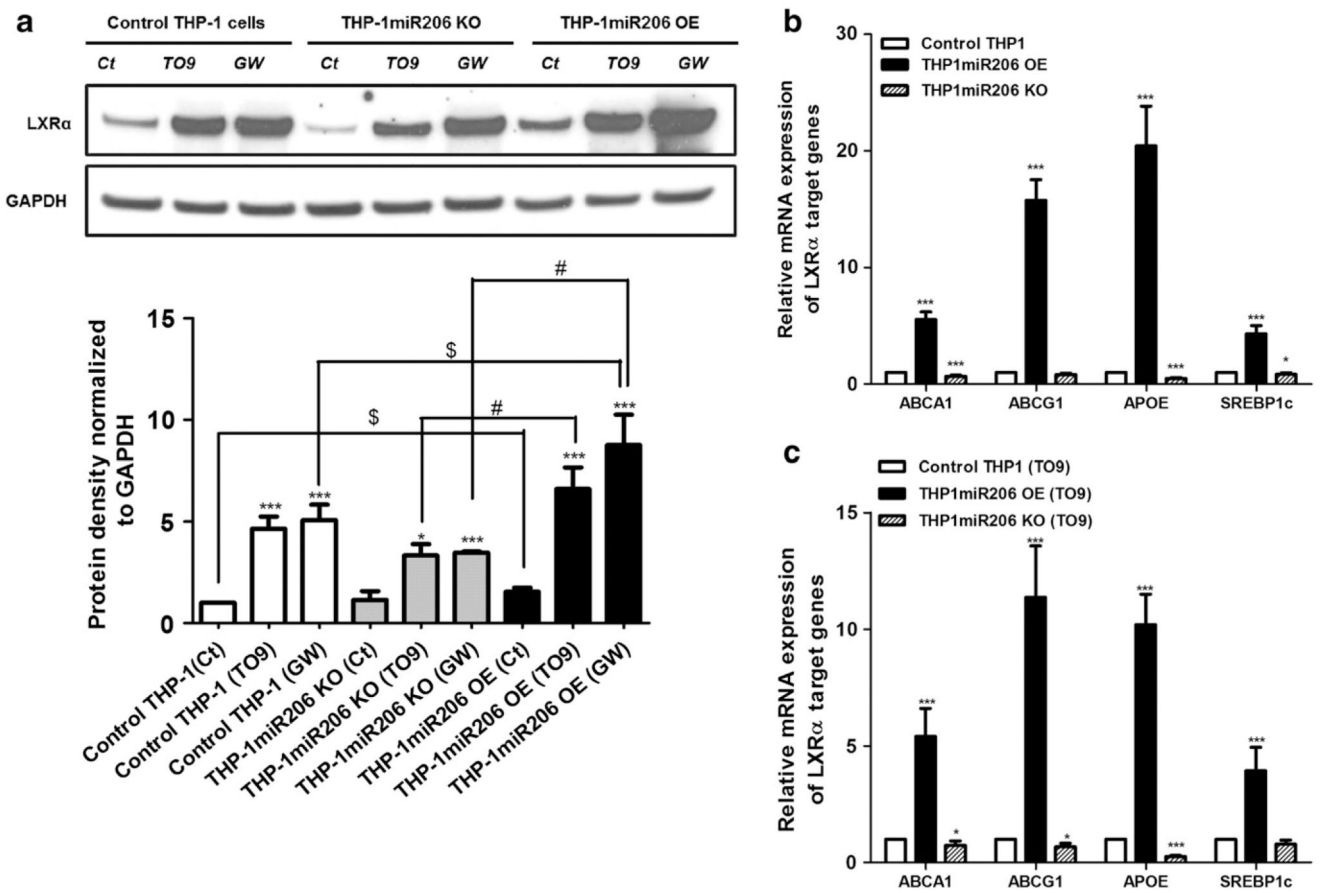 a
Control THP-1 cells THP-1miR206 KO THP-1miR206 OE
Ct TO9 GW Ct TO9 GW Ct TO9 GW
LXRα
GAPDH
Protein density normalized
to GAPDH
15
10
5
0
#
$
$
#
*** *** * *** *** ***
Control THP-1(Ct)
Control THP-1 (TO9)
Control THP-1 (GW)
THP-1miR206 KO (Ct)
THP-1miR206 KO (TO9)
THP-1miR206 KO (GW)
THP-1miR206 OE (Ct)
THP-1miR206 OE (TO9)
THP-1miR206 OE (GW)
b
Relative mRNA expression
of LXRα target genes
30
20
10
0
Control THP1
THP1miR206 OE
THP1miR206 KO
*** *** *** *** *** *** *
ABCA1 ABCG1 APOE SREBP1c
c
Relative mRNA expression
of LXRα target genes
15
10
5
0
Control THP1 (TO9)
THP1miR206 OE (TO9)
THP1miR206 KO (TO9)
*** * *** * *** *** ***
ABCA1 ABCG1 APOE SREBP1c